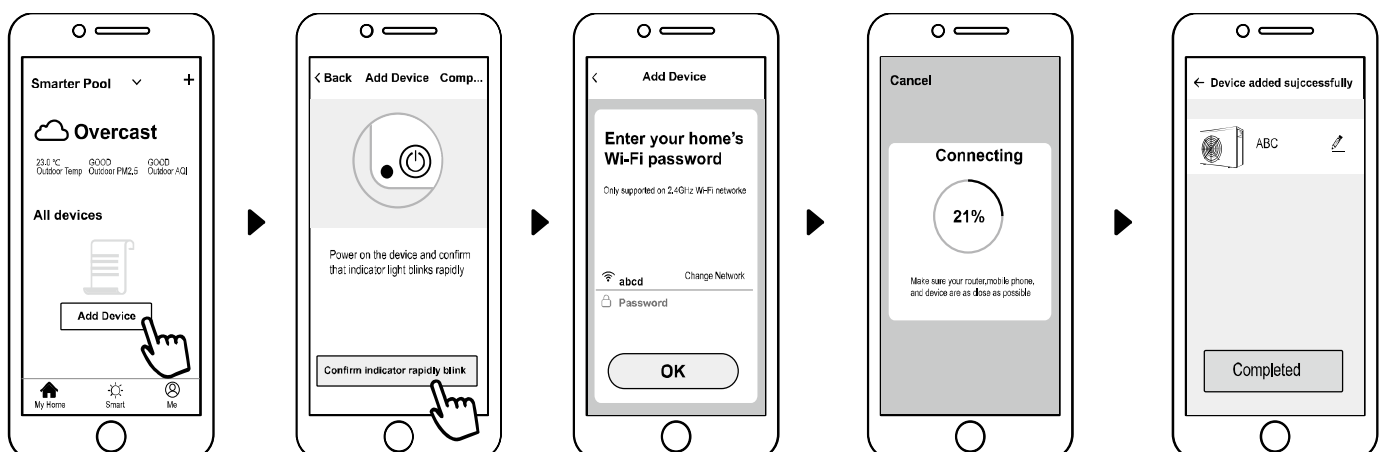 Smarter Pool
+
Overcast
23.0 °C GOOD GOOD
Outdoor Temp Outdoor PM2.5 Outdoor AQI
All devices
Add Device
My Home Smart Me
< Back Add Device Comp...
Power on the device and confirm
that indicator light blinks rapidly
Confirm indicator rapidly blink
< Add Device
Enter your home's
Wi-Fi password
Only supported on 2,4GHz Wi-Fi networke
abcd Change Network
Password
OK
Cancel
Connecting
21%
Make sure your router,mobile phone,
and device are as close as possible
← Device added sujccessfully
ABC
Completed